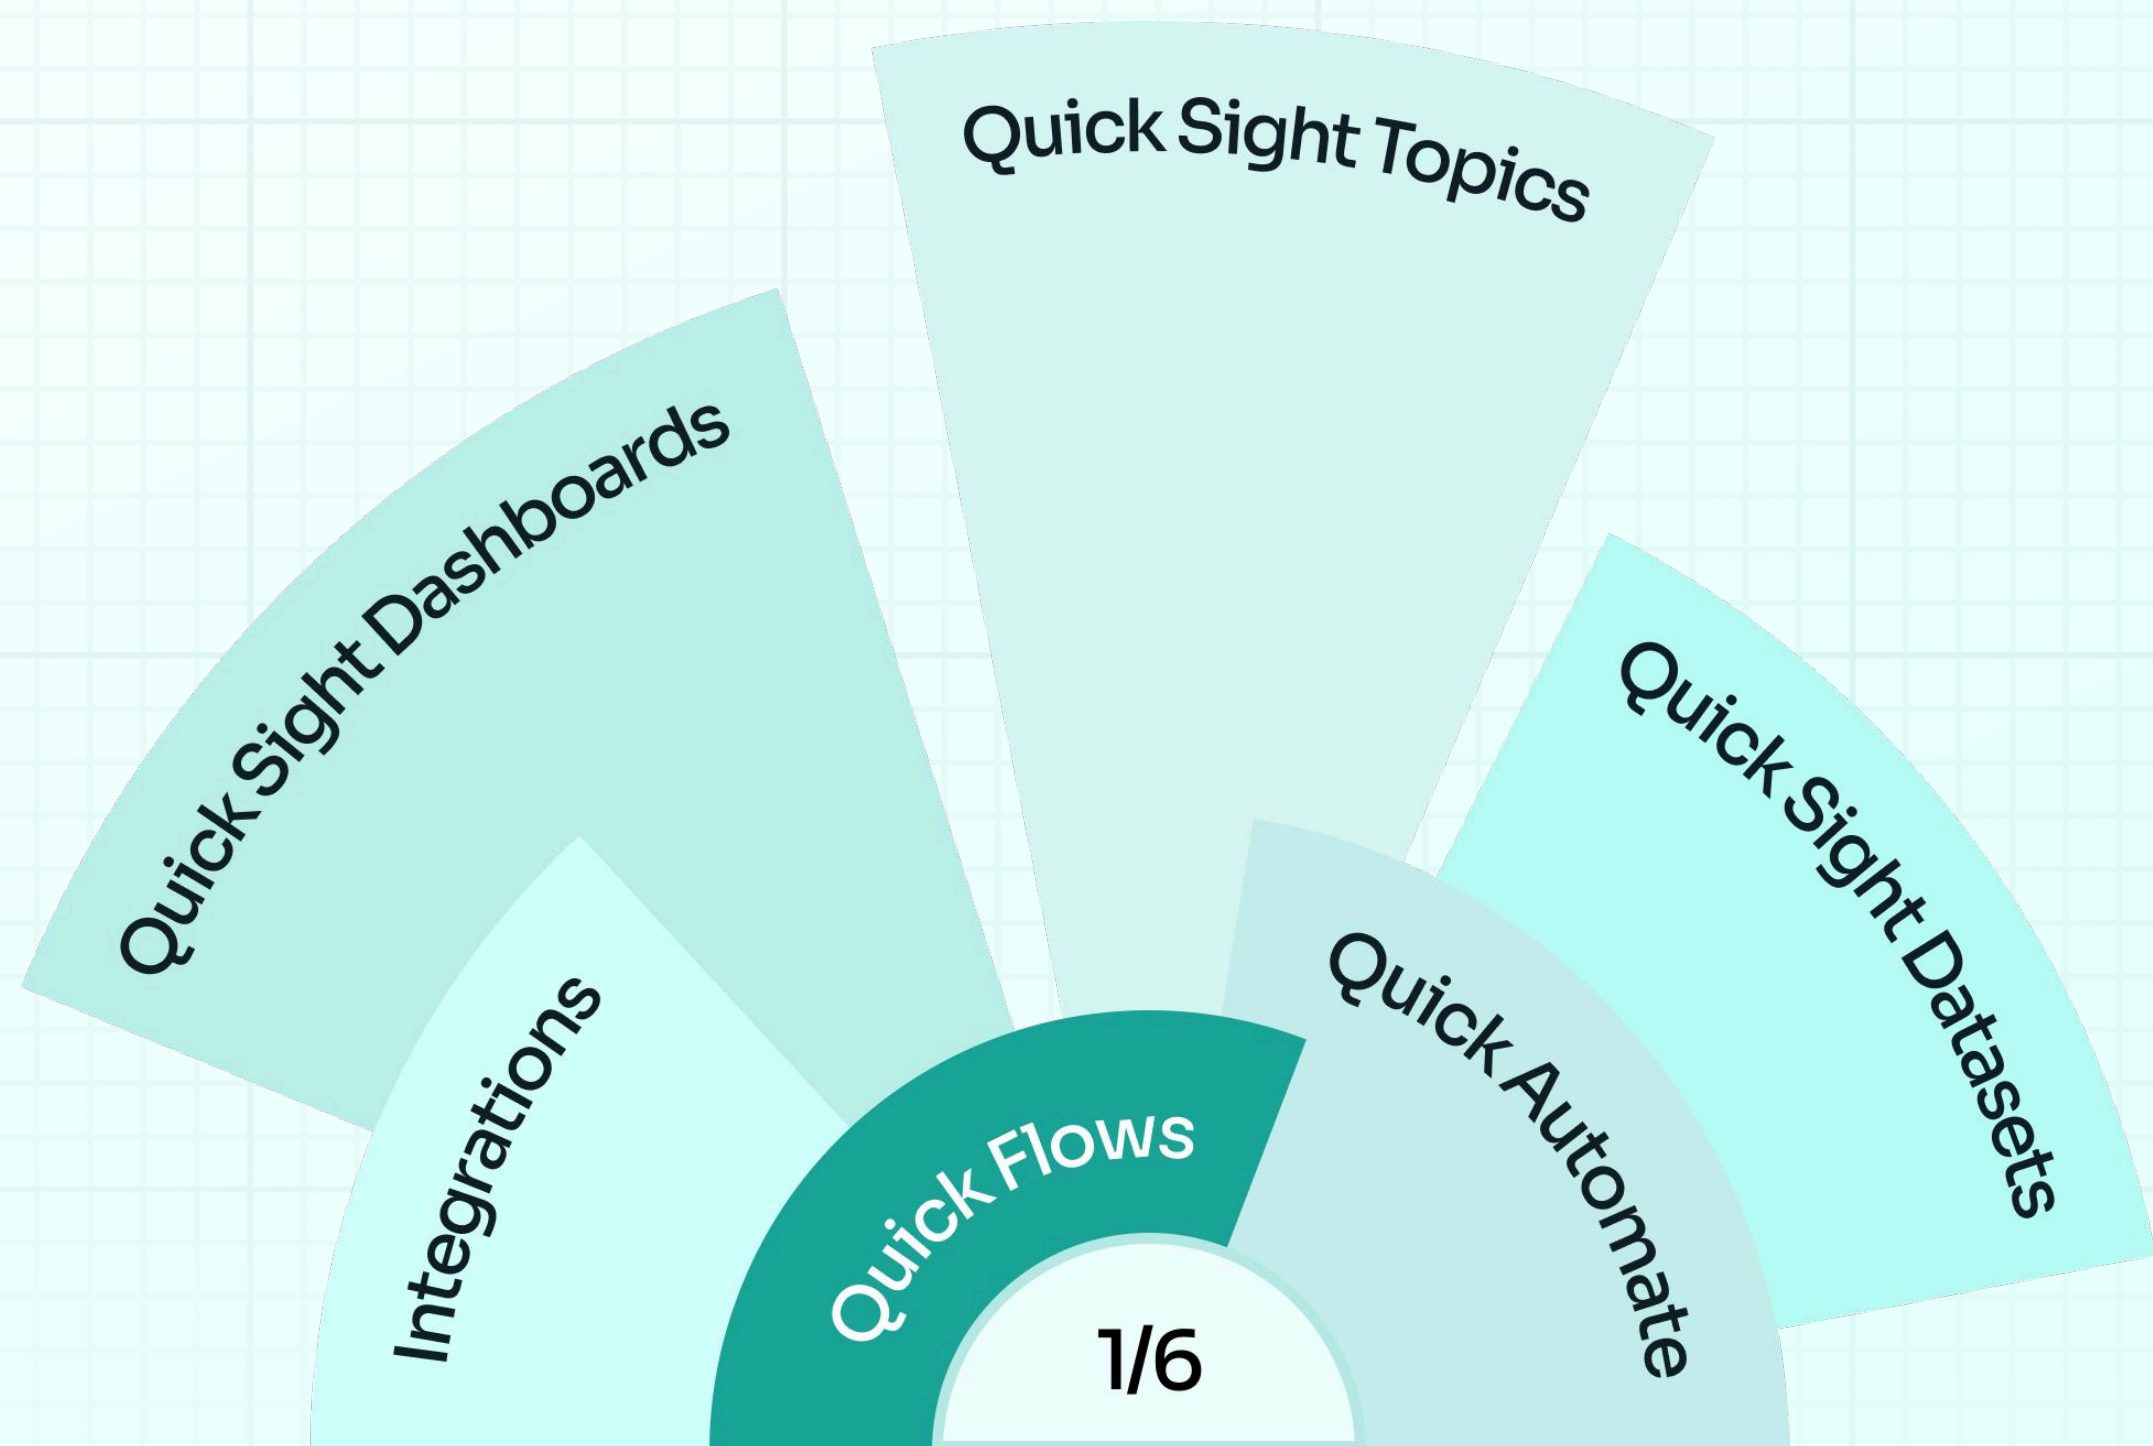 Quick Sight Topics
Quick Sight Dashboards
Quick Sight Datasets
Integrations
Quick Automate
Quick Flows
1/6